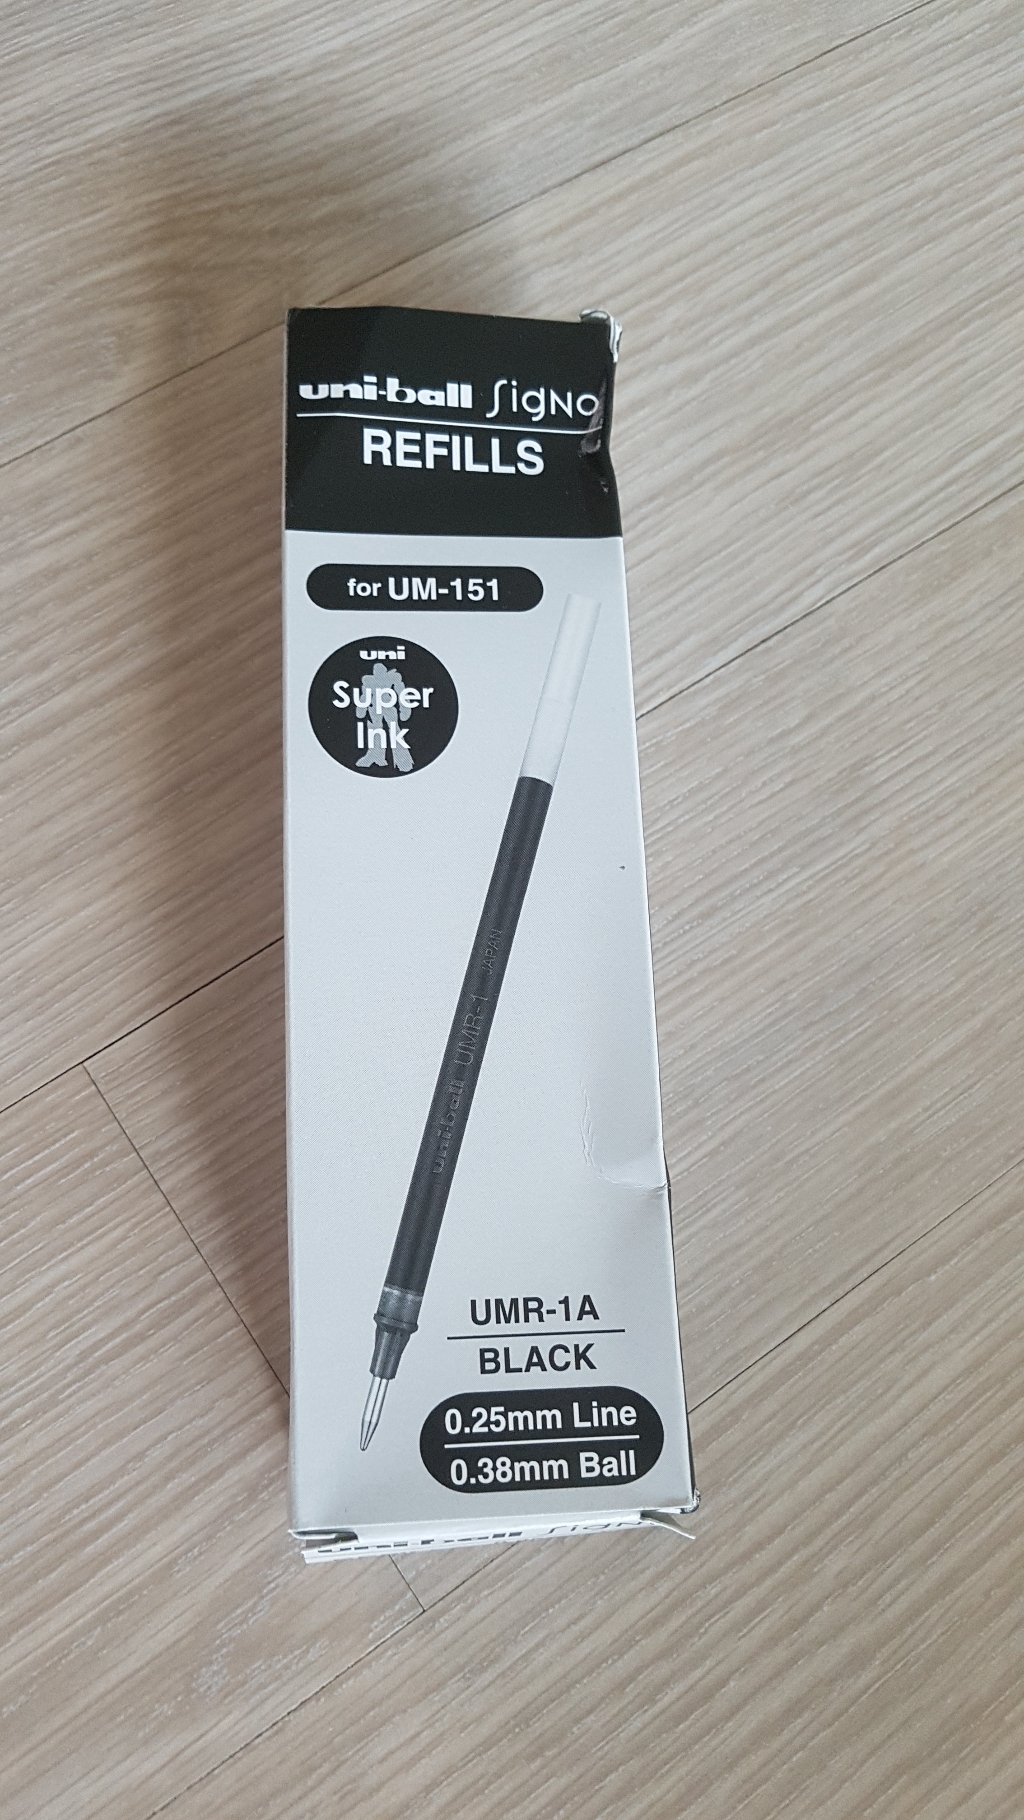 uni-ball Signo
REFILLS
for UM-151
uni
Super
Ink
uni-ball UMR-1 JAPAN
UMR-1A
BLACK
0.25mm Line
0.38mm Ball
uni-ball